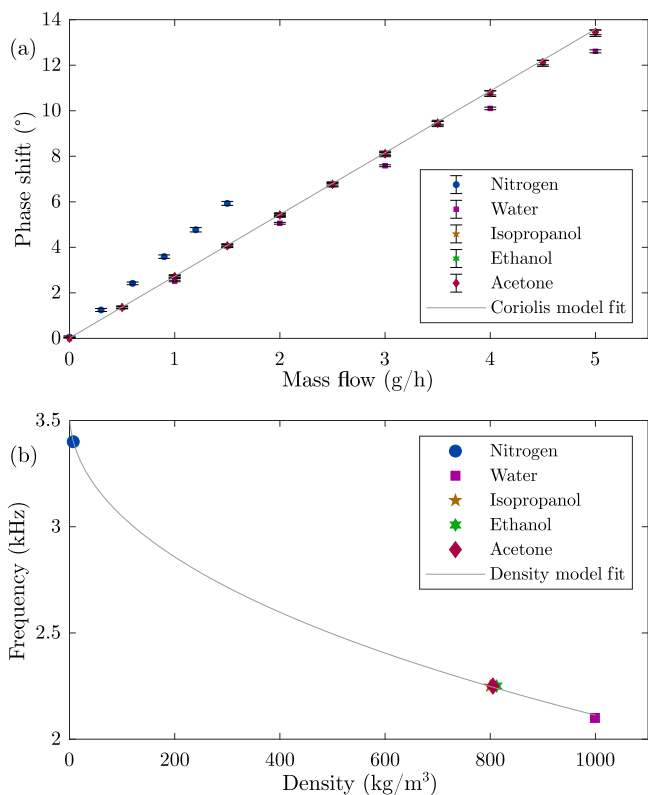 (a)
Phase shift (°)
14
12
10
8
6
4
2
0
Nitrogen
Water
Isopropanol
Ethanol
Acetone
Coriolis model fit
0 1 2 3 4 5
Mass flow (g/h)
(b)
Frequency (kHz)
3.5
3
2.5
2
Nitrogen
Water
Isopropanol
Ethanol
Acetone
Density model fit
0 200 400 600 800 1000
Density (kg/m³)